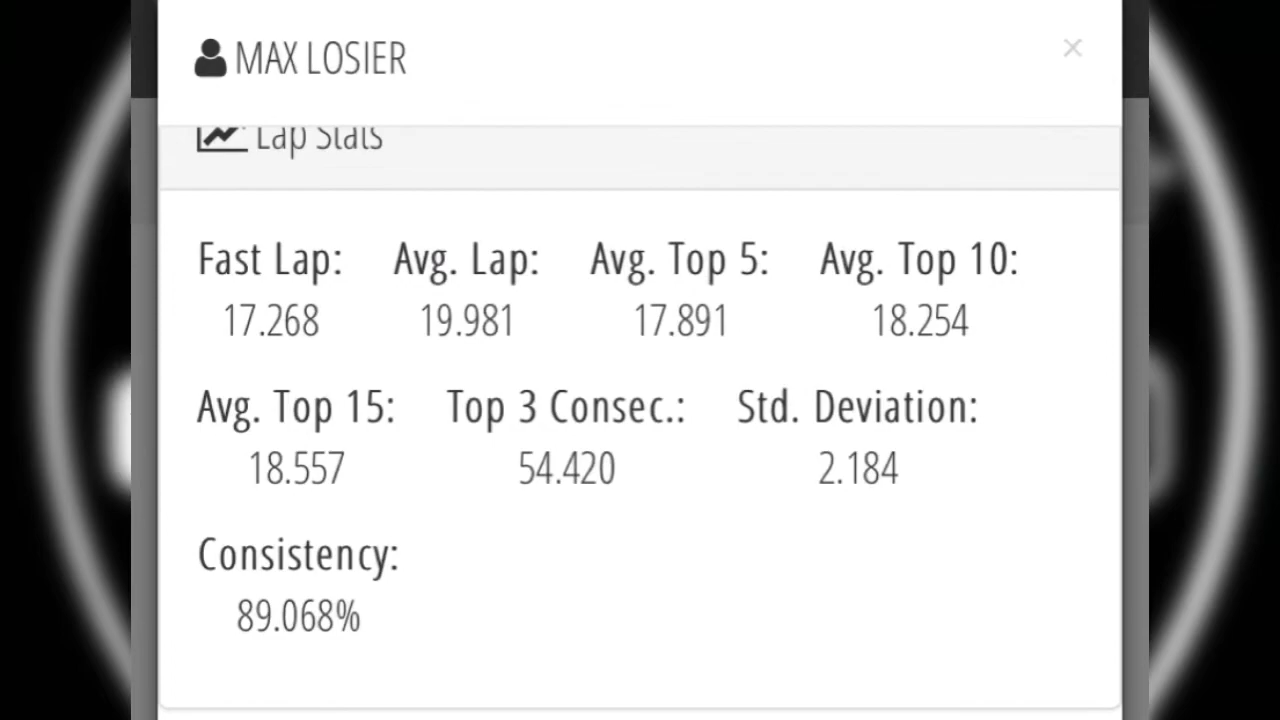 MAX LOSIER
×
Lap Stats
Fast Lap: Avg. Lap: Avg. Top 5: Avg. Top 10:
17.268 19.981 17.891 18.254
Avg. Top 15: Top 3 Consec.: Std. Deviation:
18.557 54.420 2.184
Consistency:
89.068%